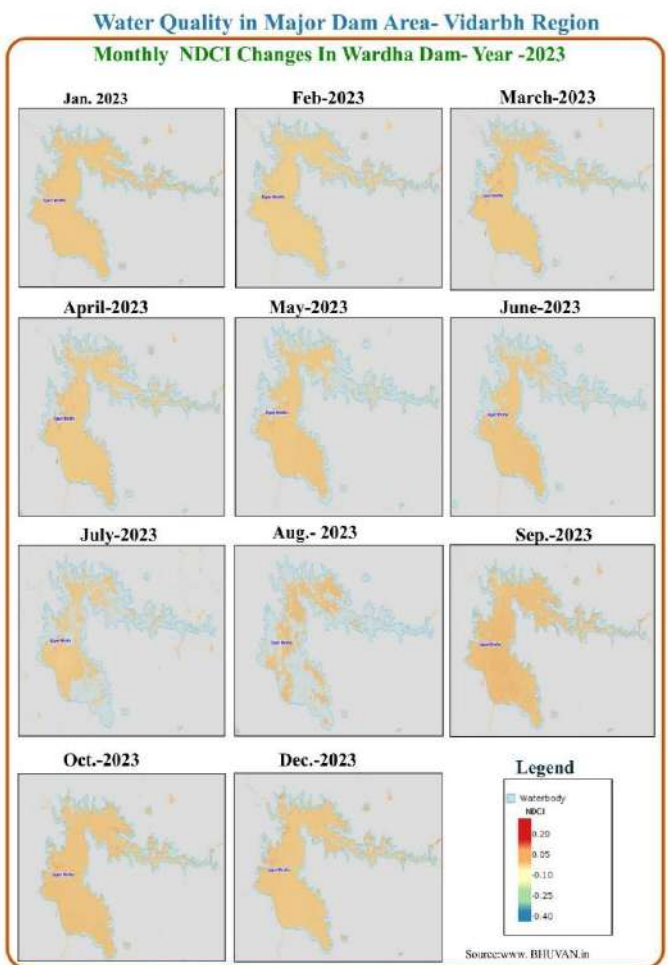 Water Quality in Major Dam Area- Vidarbh Region
Monthly NDCI Changes In Wardha Dam- Year -2023
Jan. 2023
Feb-2023
March-2023
April-2023
May-2023
June-2023
July-2023
Aug.- 2023
Sep.-2023
Oct.-2023
Dec.-2023
Legend
Waterbody
NDCI
0.20
0.05
-0.10
-0.25
-0.40
Source:www. BHUVAN.in